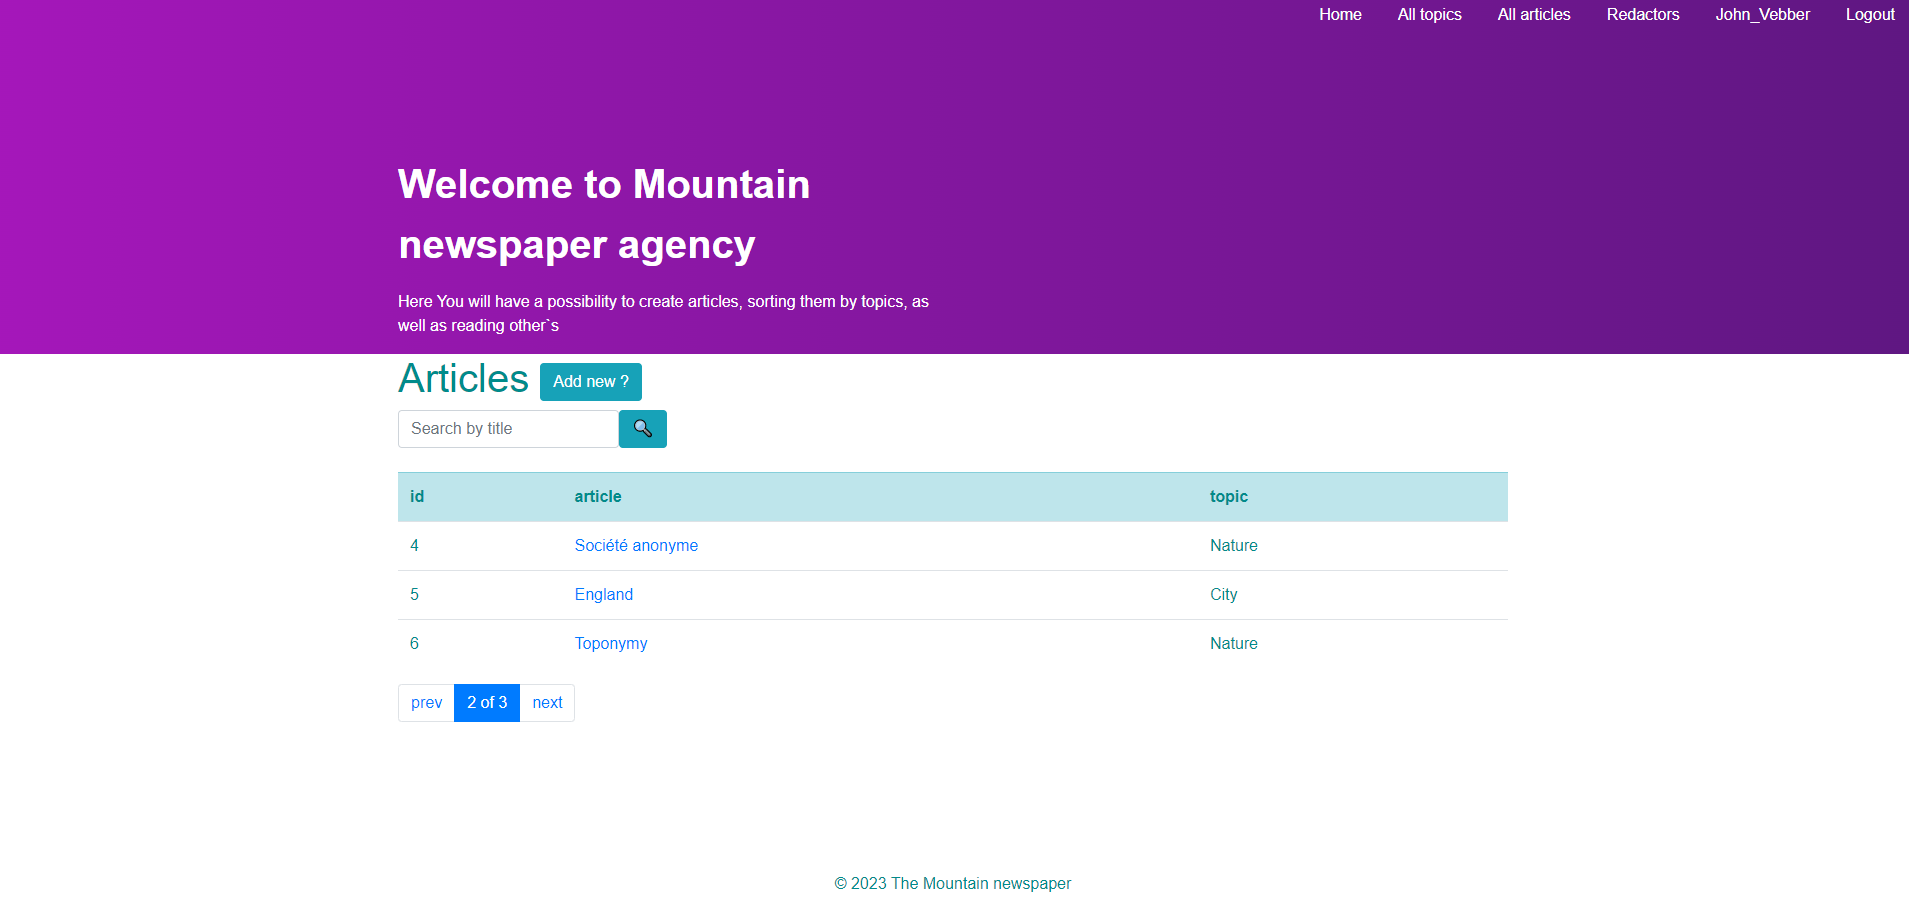 Home All topics All articles Redactors John_Vebber Logout
Welcome to Mountain
newspaper agency
Here You will have a possibility to create articles, sorting them by topics, as
well as reading other`s
Articles Add new ?
Search by title
id article topic
4 Société anonyme Nature
5 England City
6 Toponymy Nature
prev 2 of 3 next
© 2023 The Mountain newspaper